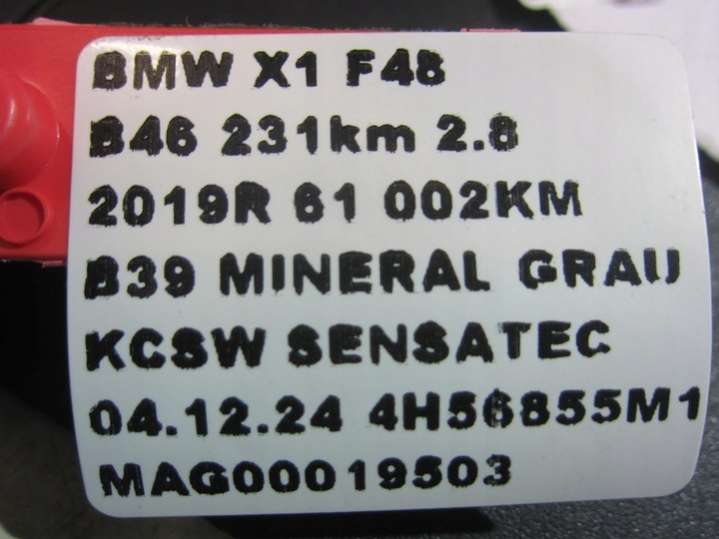 BMW X1 F48
B46 231km 2.8
2019R 61 002KM
B39 MINERAL GRAU
KCSW SENSATEC
04.12.24 4H56855M1
MAG00019503